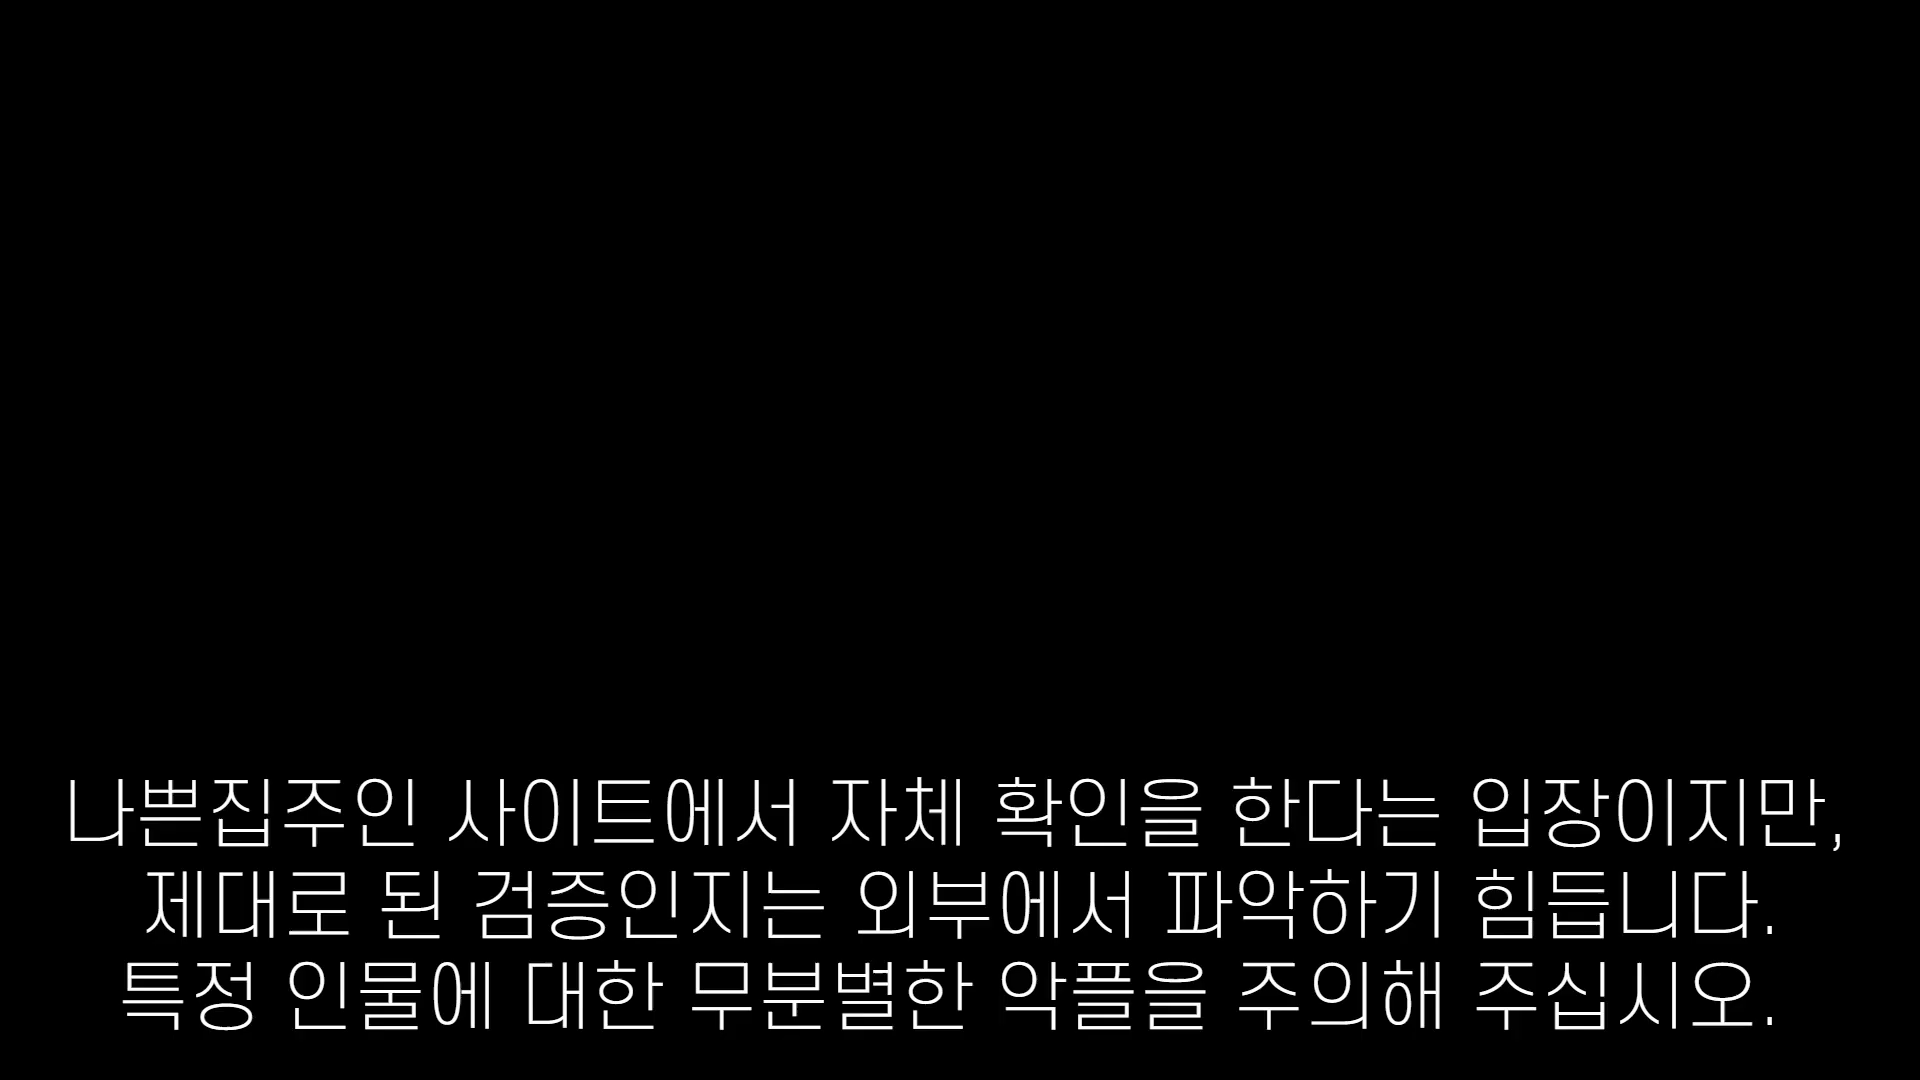 나쁜집주인 사이트에서 자체 확인을 한다는 입장이지만,
제대로 된 검증인지는 외부에서 파악하기 힘듭니다.
특정 인물에 대한 무분별한 악플을 주의해 주십시오.